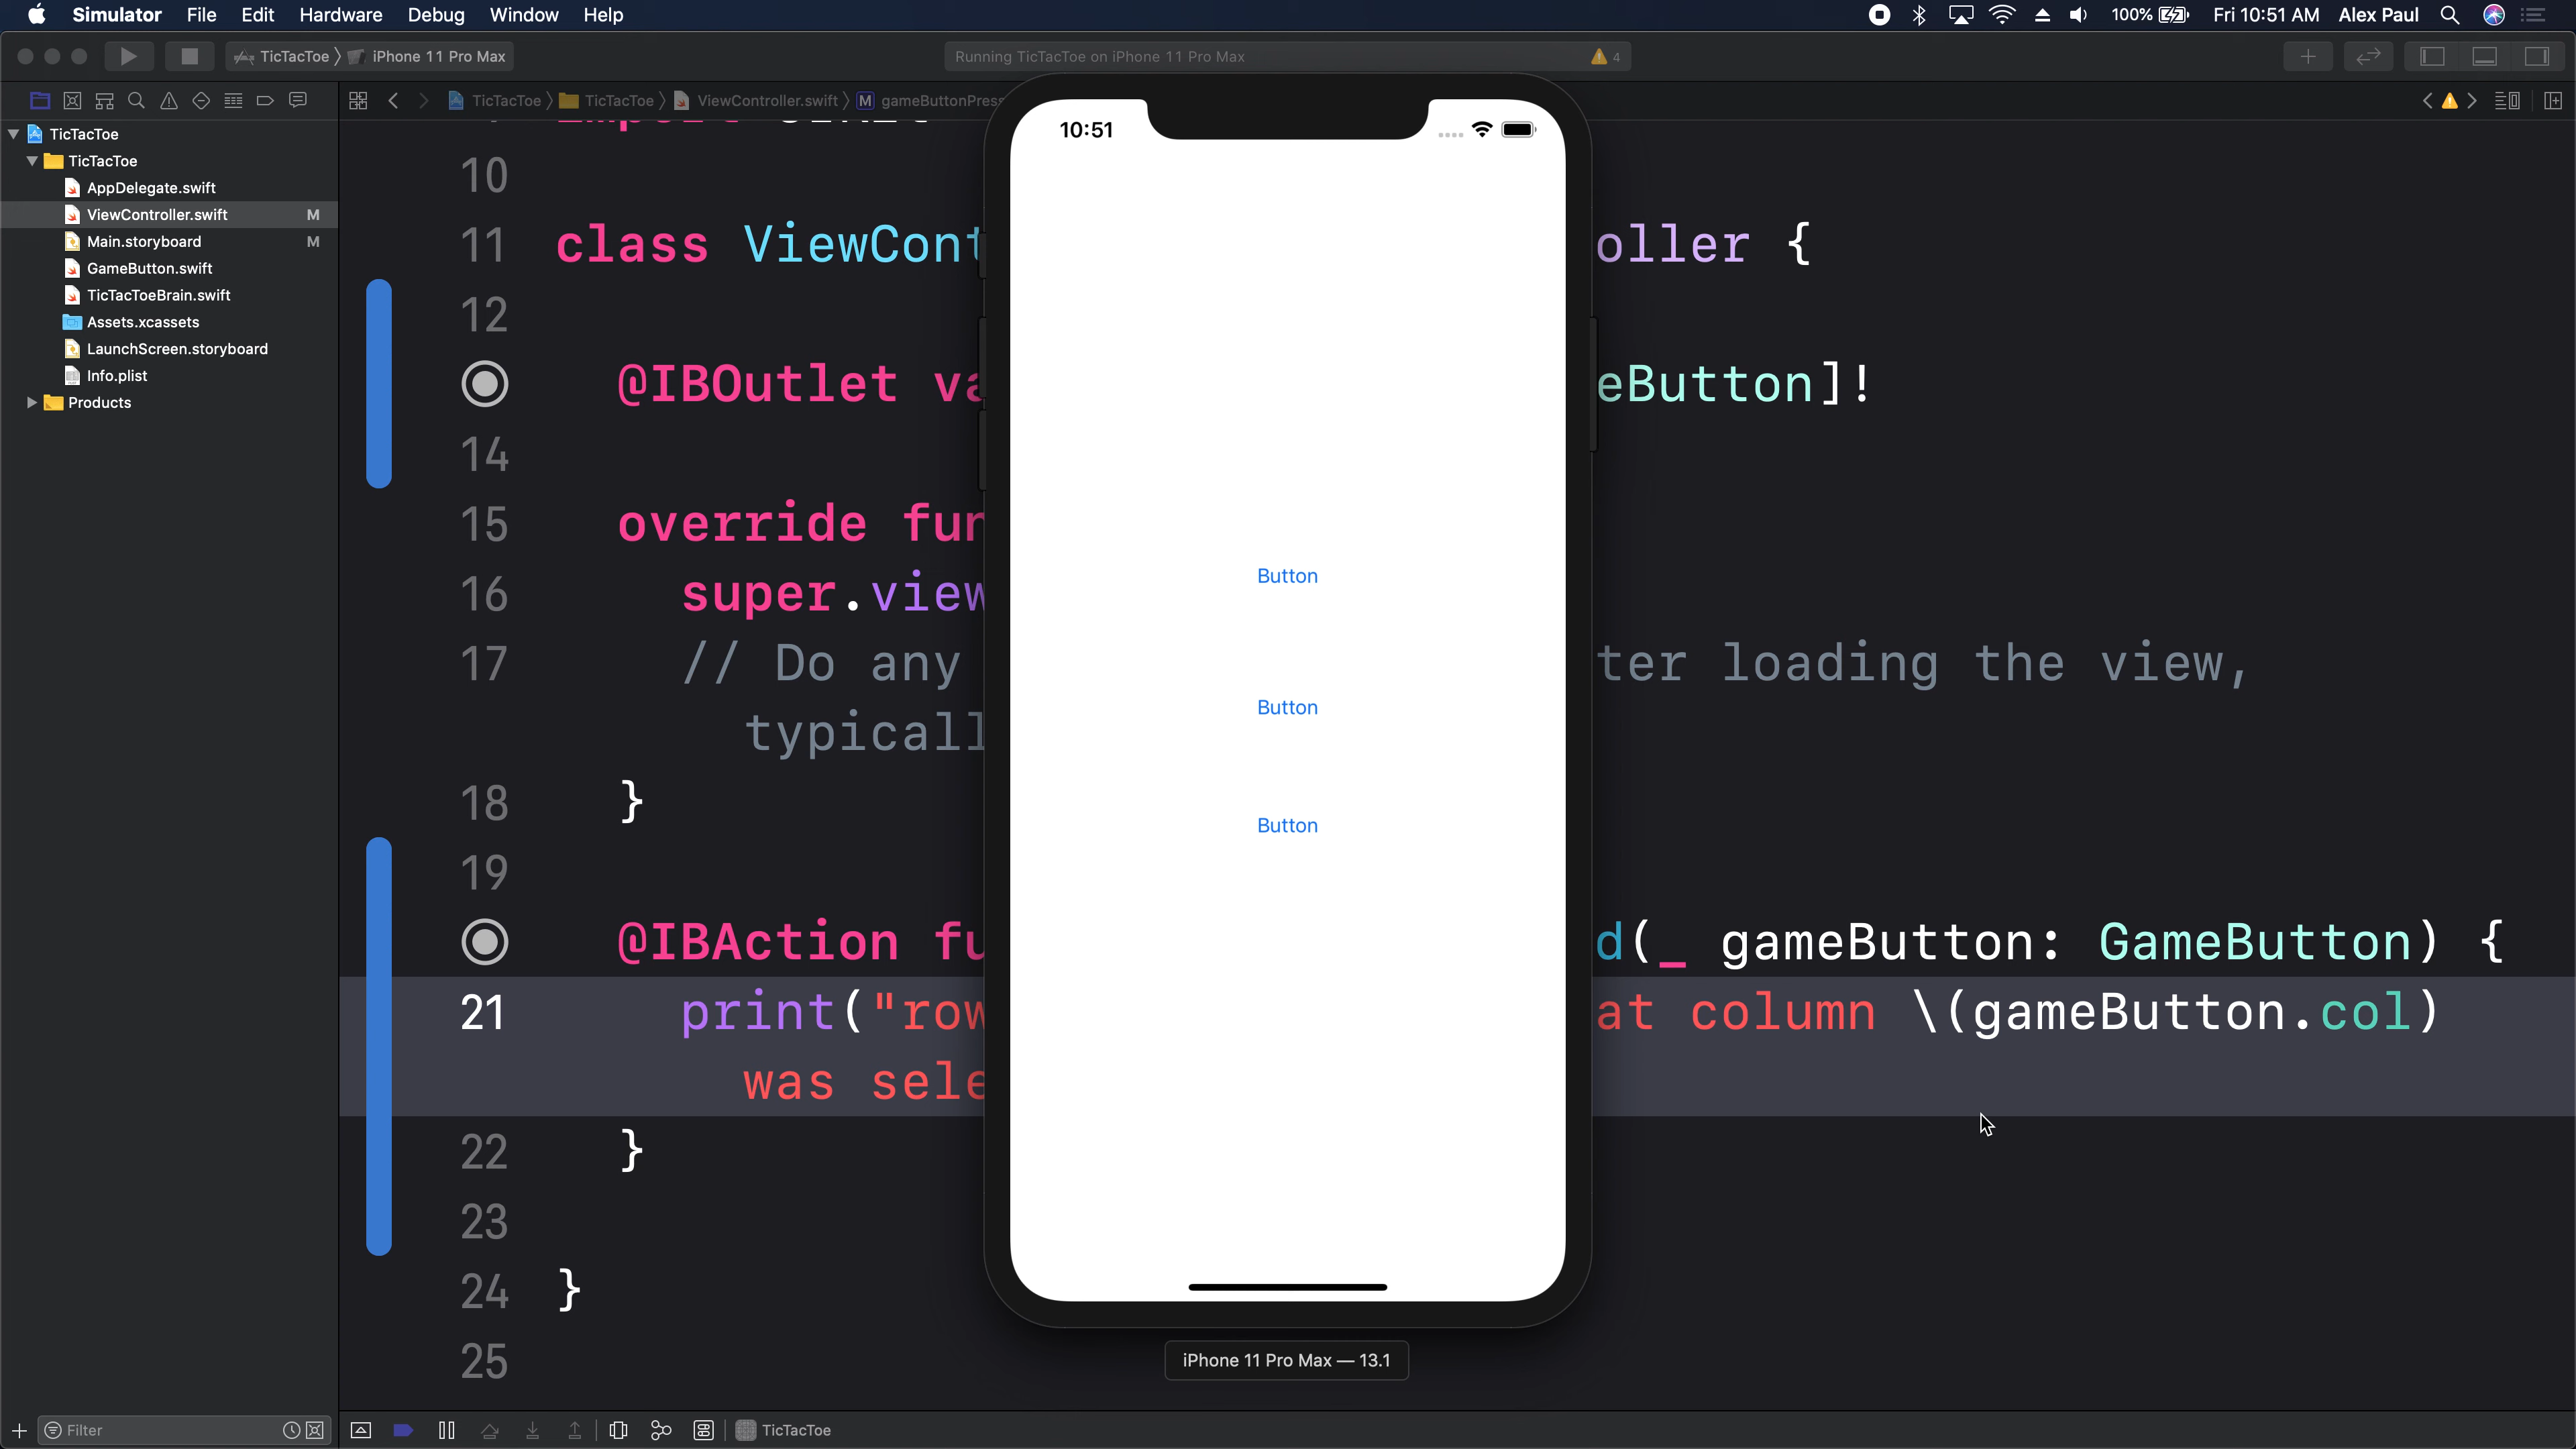 Simulator File Edit Hardware Debug Window Help 100% Fri 10:51 AM Alex Paul
TicTacToe iPhone 11 Pro Max Running TicTacToe on iPhone 11 Pro Max 4
TicTacToe TicTacToe ViewController.swift M
TicTacToe
TicTacToe
AppDelegate.swift
ViewController.swift M
Main.storyboard M
GameButton.swift
TicTacToeBrain.swift
Assets.xcassets
LaunchScreen.storyboard
Info.plist
Products
10
11 class ViewCont oller {
12
@IBOutlet va eButton]!
14
15 override fun
16 super.view
17 // Do any ter loading the view,
typicall
18 }
19
@IBAction fu d(_ gameButton: GameButton) {
21 print("row at column \(gameButton.col)
was sele
22 }
23
24 }
25
10:51
Button
Button
Button
iPhone 11 Pro Max — 13.1
Filter
TicTacToe